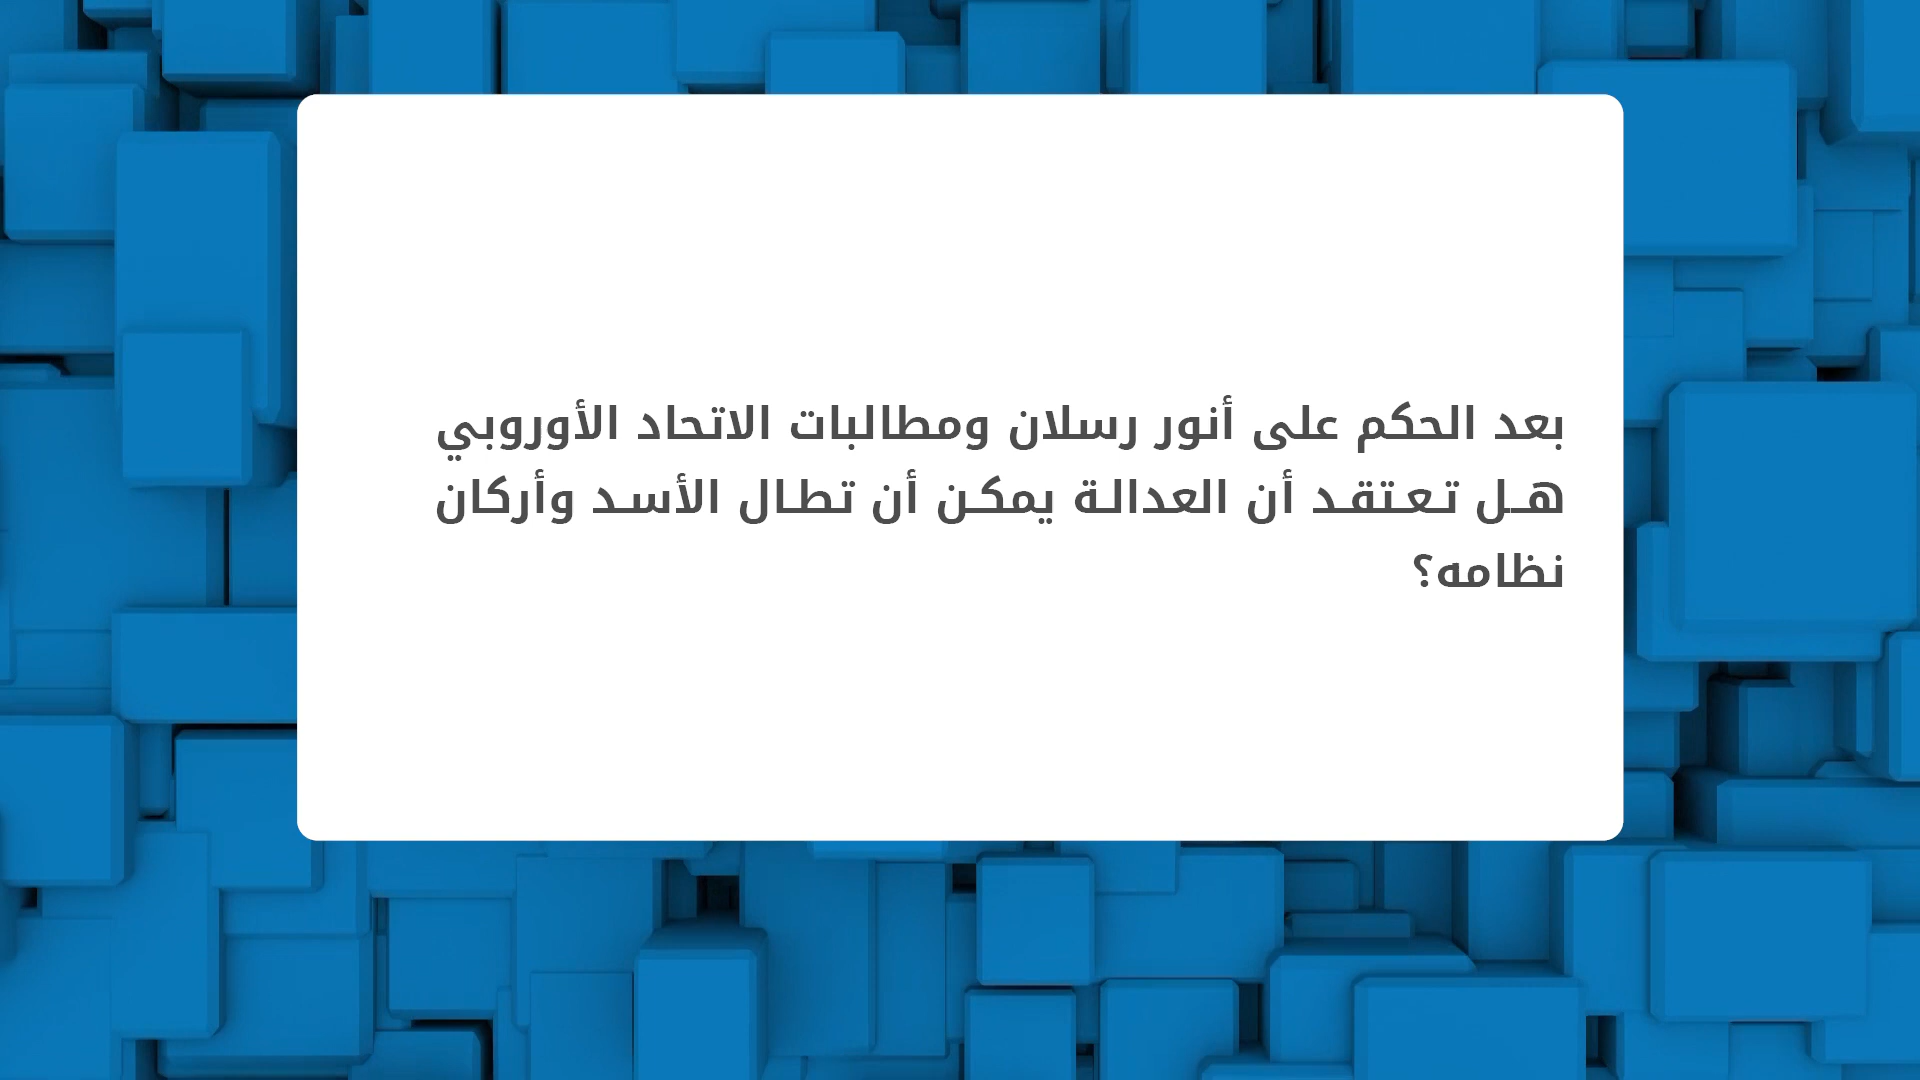 بعد الحكم على أنور رسلان ومطالبات الاتحاد الأوروبي
هل تعتقد أن العدالة يمكن أن تطال الأسد وأركان
نظامه؟